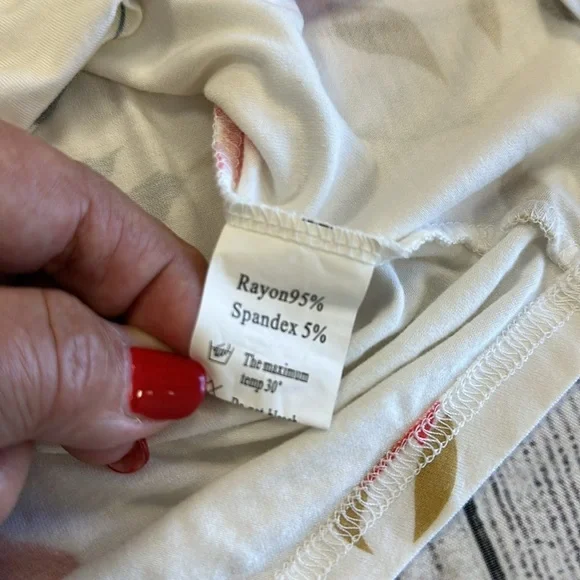 Rayon95%
Spandex 5%
The maximum
temp 30°